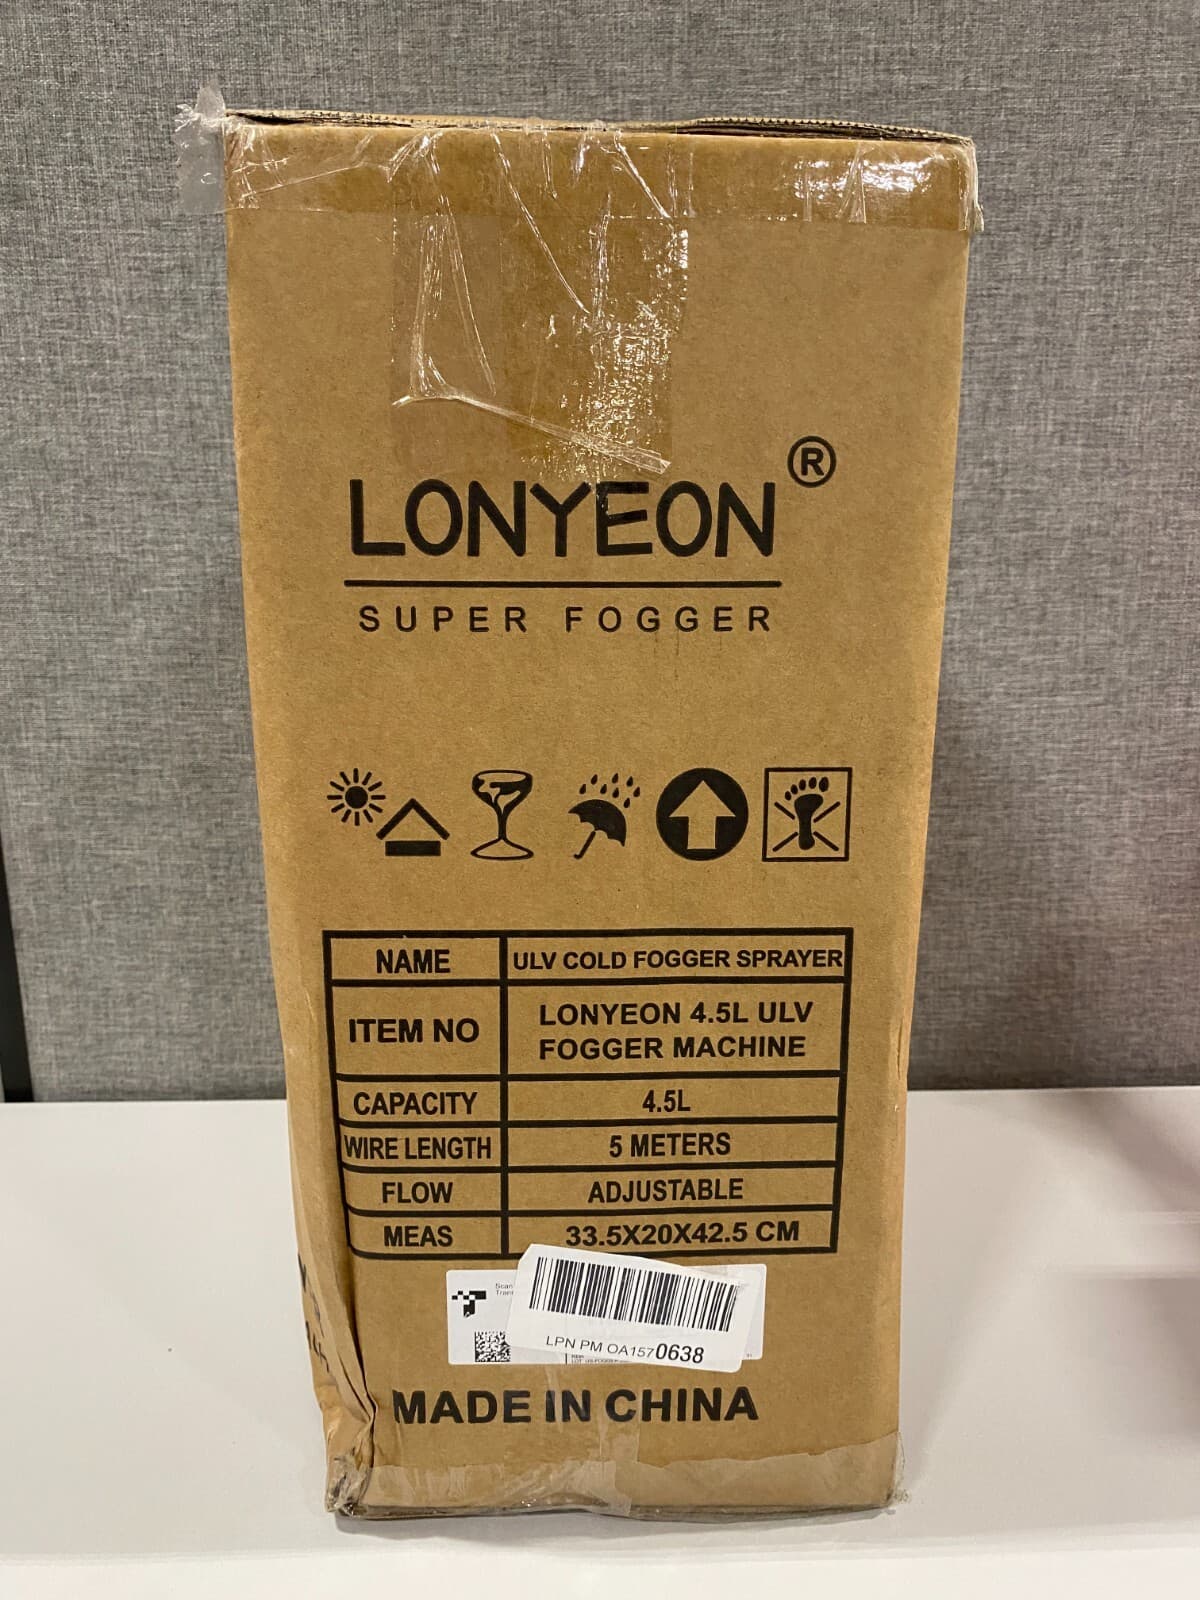 LONYEON®
SUPER FOGGER
NAME ULV COLD FOGGER SPRAYER
ITEM NO LONYEON 4.5L ULV
FOGGER MACHINE
CAPACITY 4.5L
WIRE LENGTH 5 METERS
FLOW ADJUSTABLE
MEAS 33.5X20X42.5 CM
Scan
LPN PM OA1570638
MADE IN CHINA